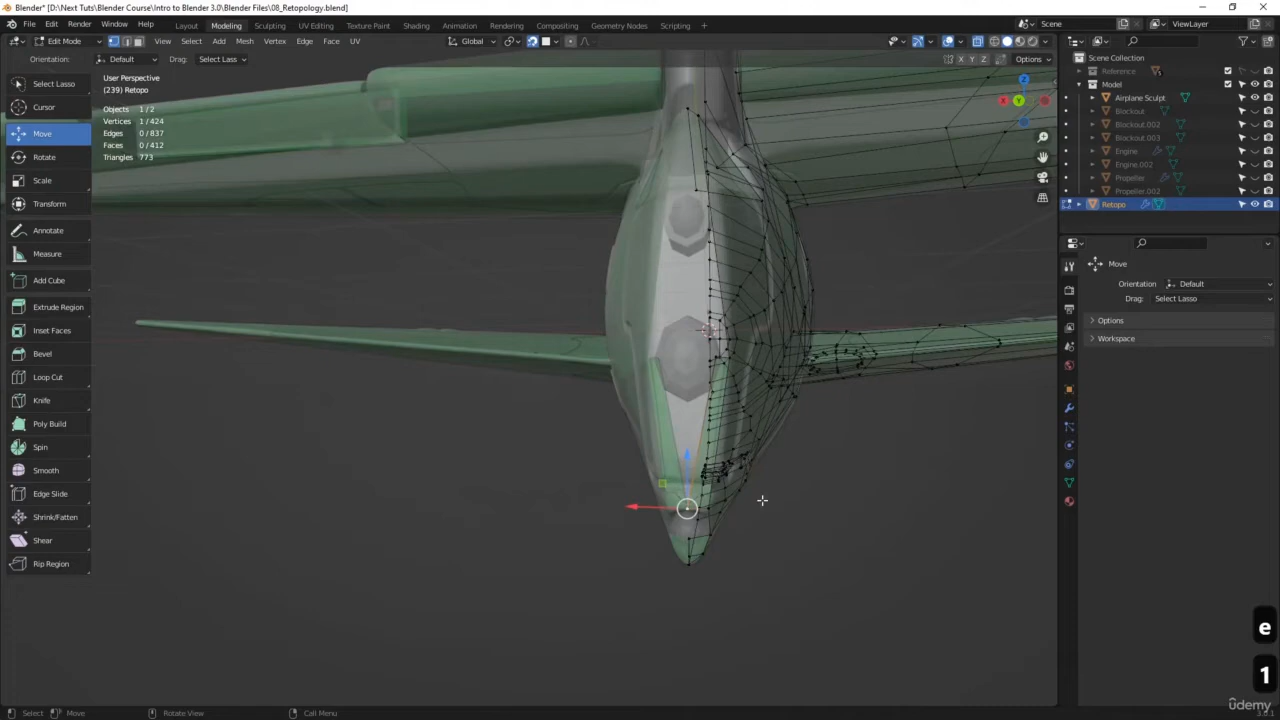 Blender* [D:\Next Tuts\Blender Course\Intro to Blender 3.0\Blender Files\08_Retopology.blend]
File Edit Render Window Help Layout Modeling Sculpting UV Editing Texture Paint Shading Animation Rendering Compositing Geometry Nodes Scripting + Scene ViewLayer
Edit Mode View Select Add Mesh Vertex Edge Face UV Global
Orientation: Default Drag: Select Lasso X Y Z Options
User Perspective
(239) Retopo
Objects 1/2
Vertices 1/424
Edges 0/837
Faces 0/412
Triangles 773
Select Lasso
Cursor
Move
Rotate
Scale
Transform
Annotate
Measure
Add Cube
Extrude Region
Inset Faces
Bevel
Loop Cut
Knife
Poly Build
Spin
Smooth
Edge Slide
Shrink/Fatten
Shear
Rip Region
Z
X Y
Scene Collection
Reference
Model
Airplane Sculpt
Blockout
Blockout.002
Blockout.003
Engine
Engine.002
Propeller
Propeller.002
Retopo
Move
Orientation Default
Drag: Select Lasso
Options
Workspace
e
1
ûdemy
Select Move Rotate View Call Menu 3.0.1